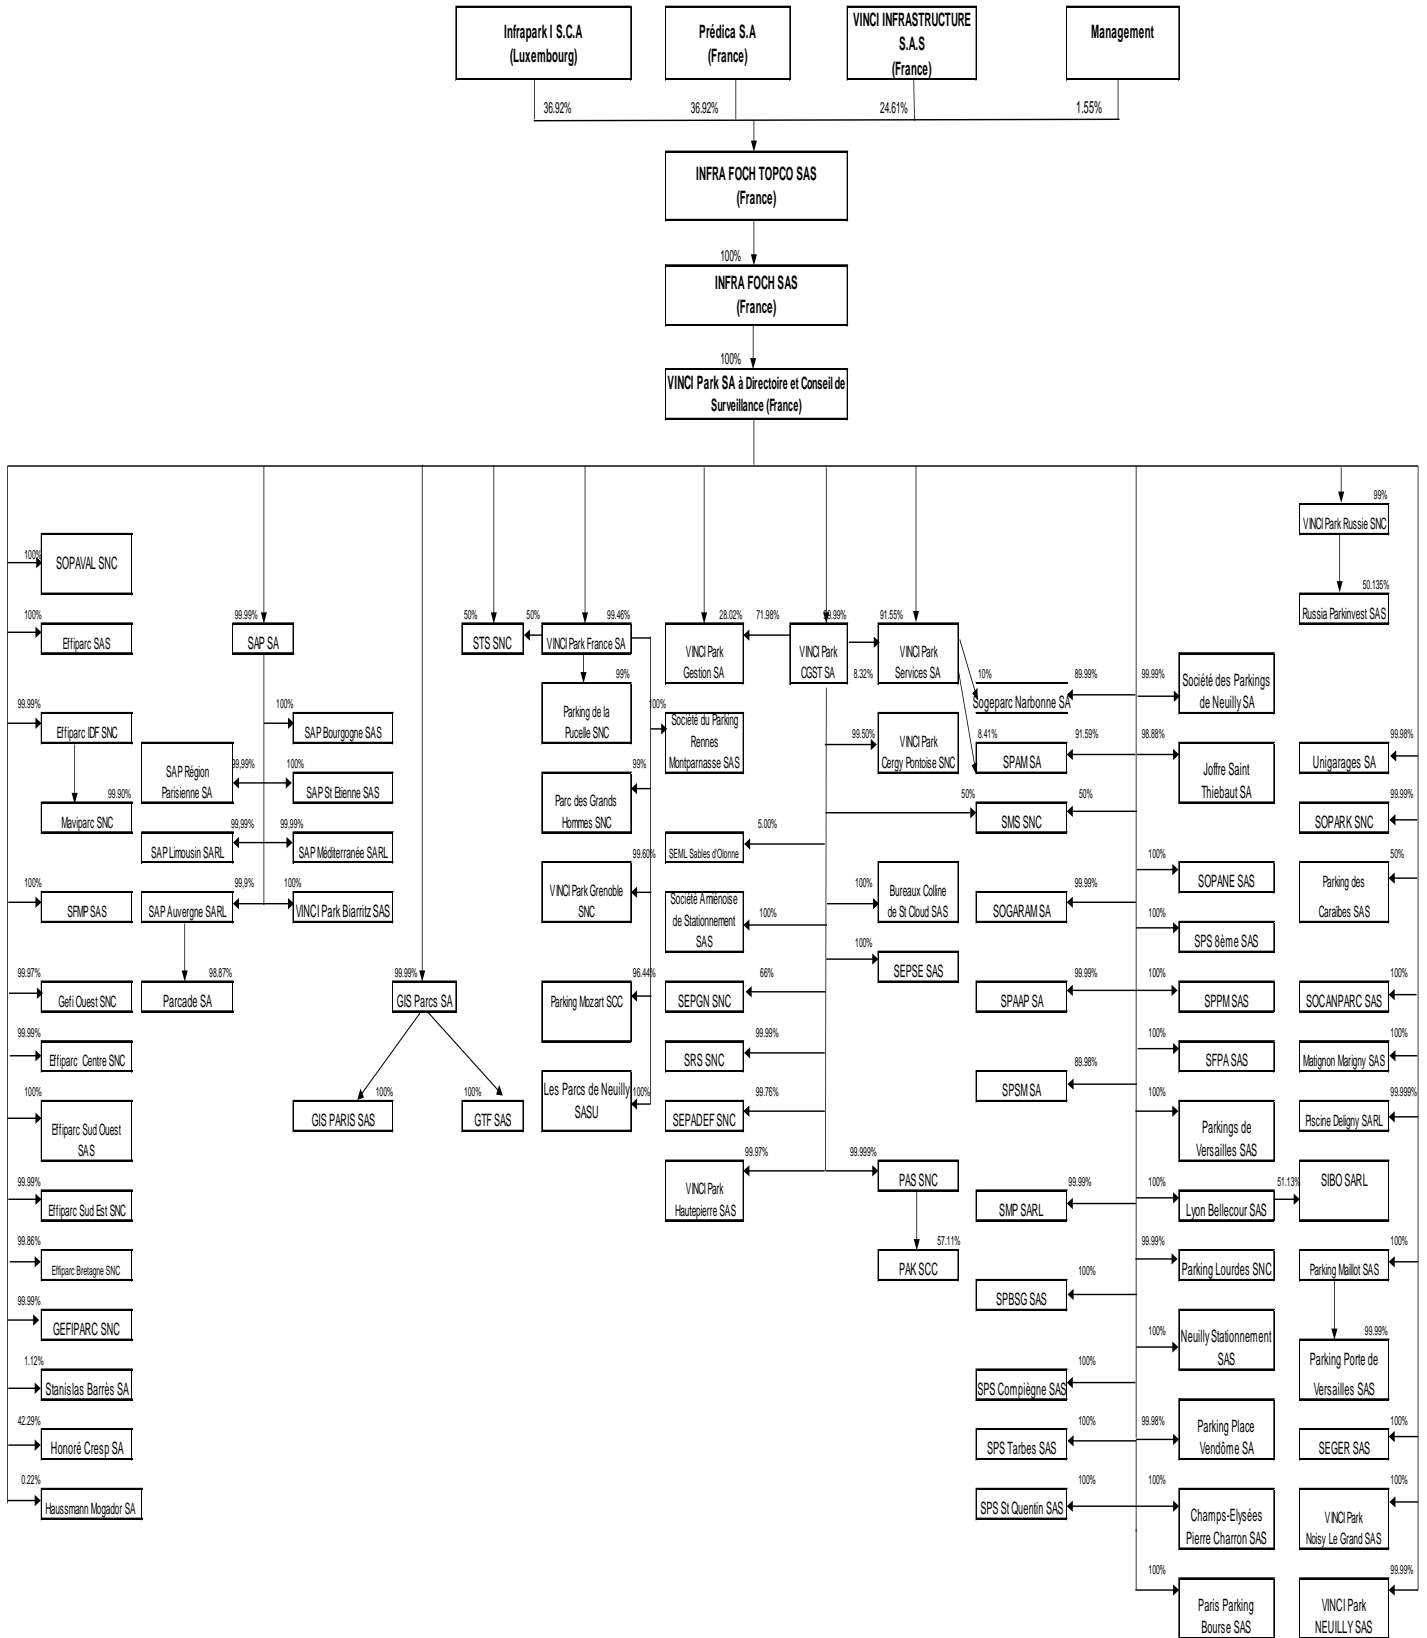 Infrapark I S.C.A
(Luxembourg)
Prédica S.A
(France)
VINCI INFRASTRUCTURE
S.A.S
(France)
Management
36.92%
36.92%
24.61%
1.55%
INFRA FOCH TOPCO SAS
(France)
100%
INFRA FOCH SAS
(France)
100%
VINCI Park SA à Directoire et Conseil de
Surveillance (France)
100%
SOPAVAL SNC
100%
Effiparc SAS
99.99%
Effiparc IDF SNC
99.90%
Maviparc SNC
100%
SFMP SAS
99.97%
Gefi Ouest SNC
99.99%
Effiparc Centre SNC
100%
Effiparc Sud Ouest
SAS
99.99%
Effiparc Sud Est SNC
99.86%
Effiparc Bretagne SNC
99.99%
GEFIPARC SNC
1.12%
Stanislas Barrès SA
42.29%
Honoré Cresp SA
0.22%
Haussmann Mogador SA
99.99%
SAP SA
100%
SAP Bourgogne SAS
SAP Région
Parisienne SA
99,99%
100%
SAP St Etienne SAS
99,99%
SAP Limousin SARL
99,99%
SAP Méditerranée SARL
99,9%
SAP Auvergne SARL
100%
VINCI Park Biarritz SAS
98.87%
Parcade SA
99.99%
GIS Parcs SA
100%
GIS PARIS SAS
100%
GTF SAS
50%
STS SNC
50%
99.46%
VINCI Park France SA
99%
Parking de la
Pucelle SNC
100%
Société du Parking
Rennes
Montparnasse SAS
99%
Parc des Grands
Hommes SNC
99.60%
VINCI Park Grenoble
SNC
96.44%
Parking Mozart SCC
100%
Les Parcs de Neuilly
SASU
28.02%
71.98%
VINCI Park
Gestion SA
99.99%
VINCI Park
CGST SA
8.32%
91.55%
VINCI Park
Services SA
99.50%
VINCI Park
Cergy Pontoise SNC
5.00%
SEML Sables d'Olonne
Société Amiénoise
de Stationnement
SAS
100%
100%
Bureaux Colline
de St Cloud SAS
100%
SEPSE SAS
66%
SEPGN SNC
99.99%
SRS SNC
99.76%
SEPADEF SNC
99.97%
VINCI Park
Hautepierre SAS
99.999%
PAS SNC
57.11%
PAK SCC
10%
89.99%
Sogeparc Narbonne SA
8.41%
91.59%
SPAM SA
50%
50%
SMS SNC
99.99%
SOGARAM SA
99.99%
SPAAP SA
89.98%
SPSM SA
99.99%
SMP SARL
100%
SPBSG SAS
100%
SPS Compiègne SAS
100%
SPS Tarbes SAS
100%
SPS St Quentin SAS
99.99%
Société des Parkings
de Neuilly SA
98.88%
Joffre Saint
Thiebaut SA
100%
SOPANE SAS
100%
SPS 8ème SAS
100%
SPPM SAS
100%
SFPA SAS
100%
Parkings de
Versailles SAS
100%
Lyon Bellecour SAS
51.13%
SIBO SARL
99.99%
Parking Lourdes SNC
100%
Neuilly Stationnement
SAS
99.98%
Parking Place
Vendôme SA
100%
Champs-Elysées
Pierre Charron SAS
100%
Paris Parking
Bourse SAS
99%
VINCI Park Russie SNC
50.135%
Russia Parkinvest SAS
99.98%
Unigarages SA
99.99%
SOPARK SNC
50%
Parking des
Caraïbes SAS
100%
SOCANPARC SAS
100%
Matignon Marigny SAS
99.999%
Piscine Deligny SARL
100%
Parking Maillot SAS
99.99%
Parking Porte de
Versailles SAS
100%
SEGER SAS
100%
VINCI Park
Noisy Le Grand SAS
99.99%
VINCI Park
NEUILLY SAS